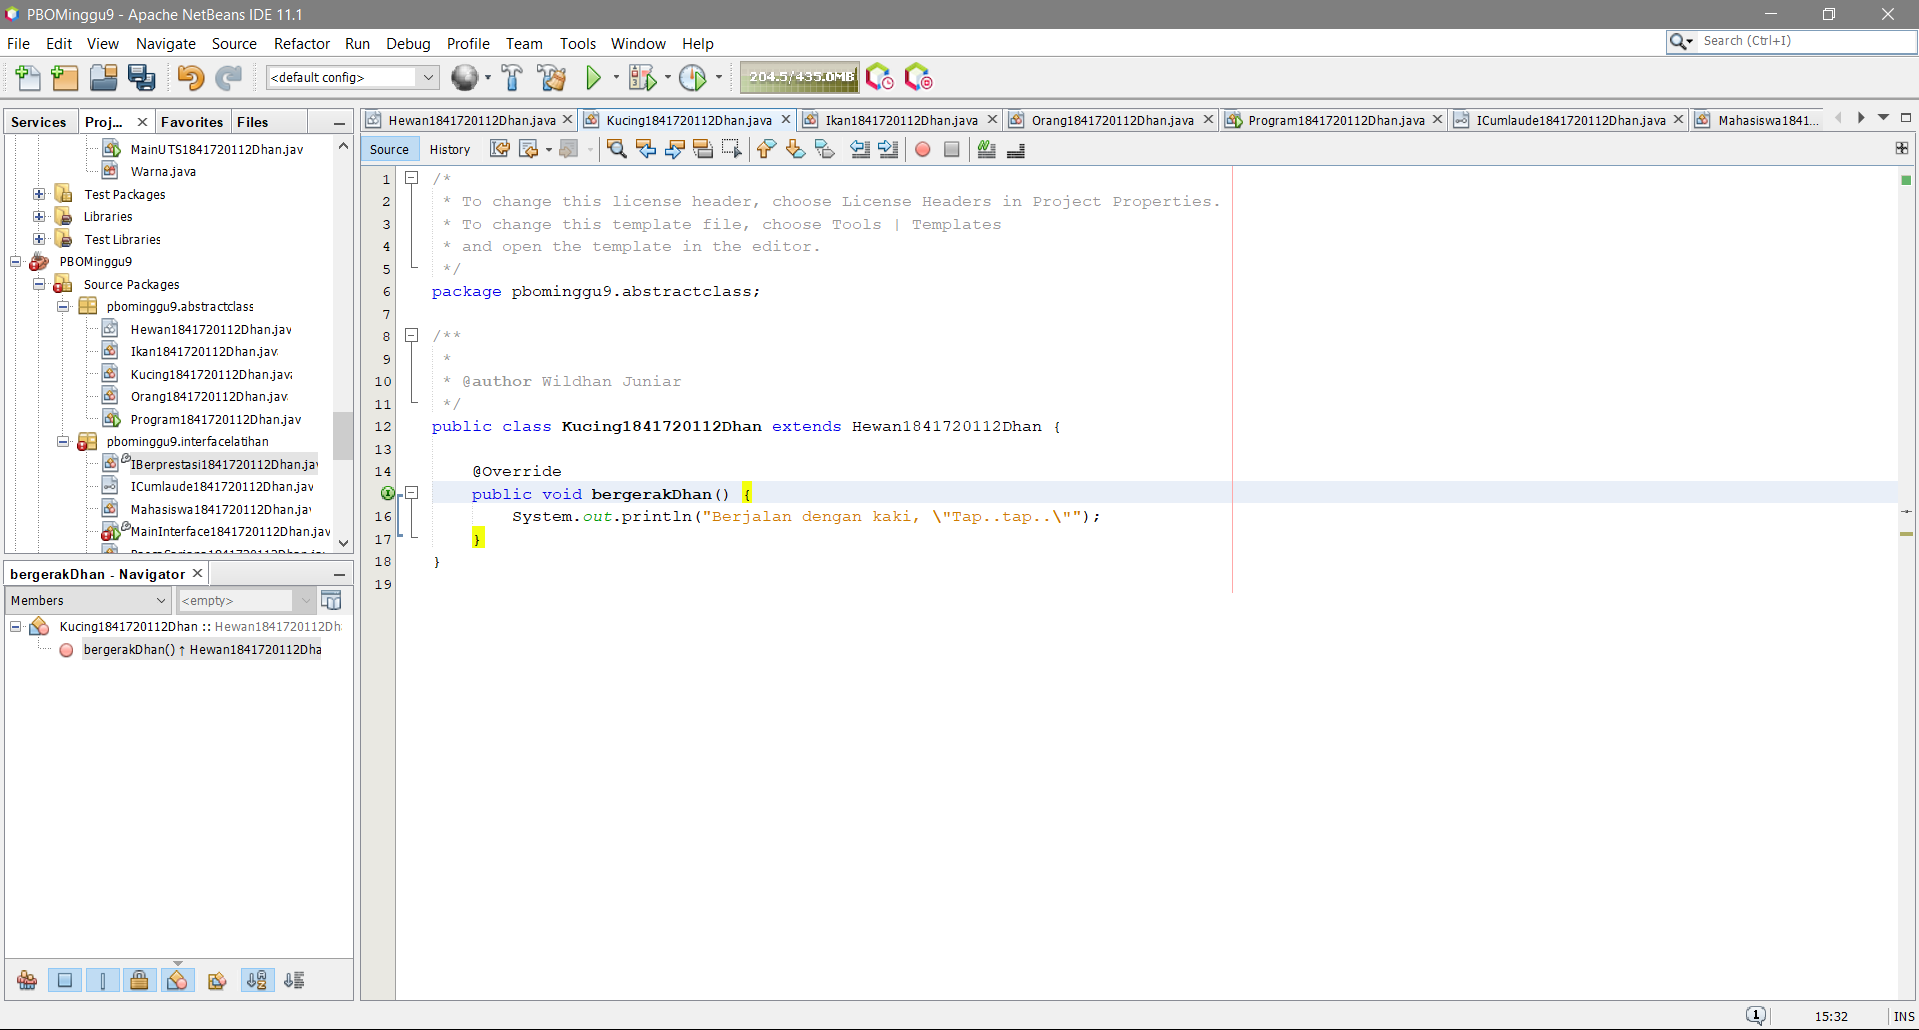 PBOMinggu9 - Apache NetBeans IDE 11.1
File Edit View Navigate Source Refactor Run Debug Profile Team Tools Window Help
Search (Ctrl+I)
<default config>
204.5/435.0MB
Services Proj... Favorites Files
MainUTS1841720112Dhan.jav
Warna.java
Test Packages
Libraries
Test Libraries
PBOMinggu9
Source Packages
pbominggu9.abstractclass
Hewan1841720112Dhan.jav
Ikan1841720112Dhan.jav
Kucing1841720112Dhan.java
Orang1841720112Dhan.jav
Program1841720112Dhan.jav
pbominggu9.interfacelatihan
IBerprestasi1841720112Dhan.jav
ICumlaude1841720112Dhan.jav
Mahasiswa1841720112Dhan.jav
MainInterface1841720112Dhan.jav
bergerakDhan - Navigator
Members
<empty>
Kucing1841720112Dhan :: Hewan1841720112Dh
bergerakDhan() ↑ Hewan1841720112Dha
Hewan1841720112Dhan.java Kucing1841720112Dhan.java Ikan1841720112Dhan.java Orang1841720112Dhan.java Program1841720112Dhan.java ICumlaude1841720112Dhan.java Mahasiswa1841...
Source History
1 /*
2 * To change this license header, choose License Headers in Project Properties.
3 * To change this template file, choose Tools | Templates
4 * and open the template in the editor.
5 */
6 package pbominggu9.abstractclass;
7
8 /**
9 *
10 * @author Wildhan Juniar
11 */
12 public class Kucing1841720112Dhan extends Hewan1841720112Dhan {
13
14 @Override
public void bergerakDhan() {
16 System.out.println("Berjalan dengan kaki, \"Tap..tap..\"");
17 }
18 }
19
1
15:32
INS